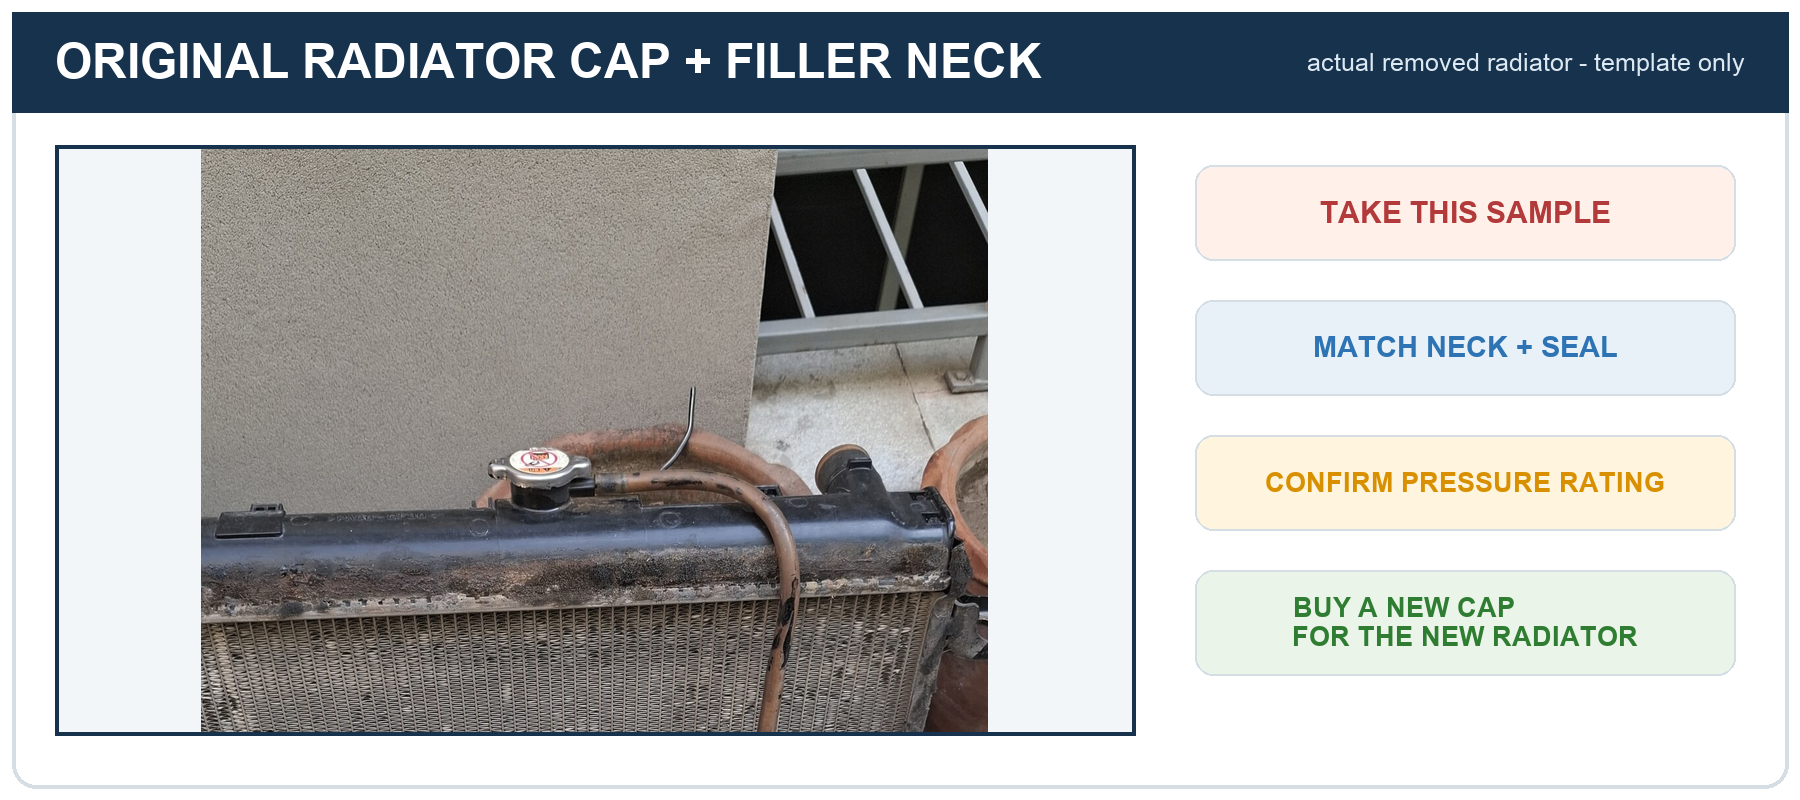 ORIGINAL RADIATOR CAP + FILLER NECK
actual removed radiator - template only
TAKE THIS SAMPLE
MATCH NECK + SEAL
CONFIRM PRESSURE RATING
BUY A NEW CAP
FOR THE NEW RADIATOR